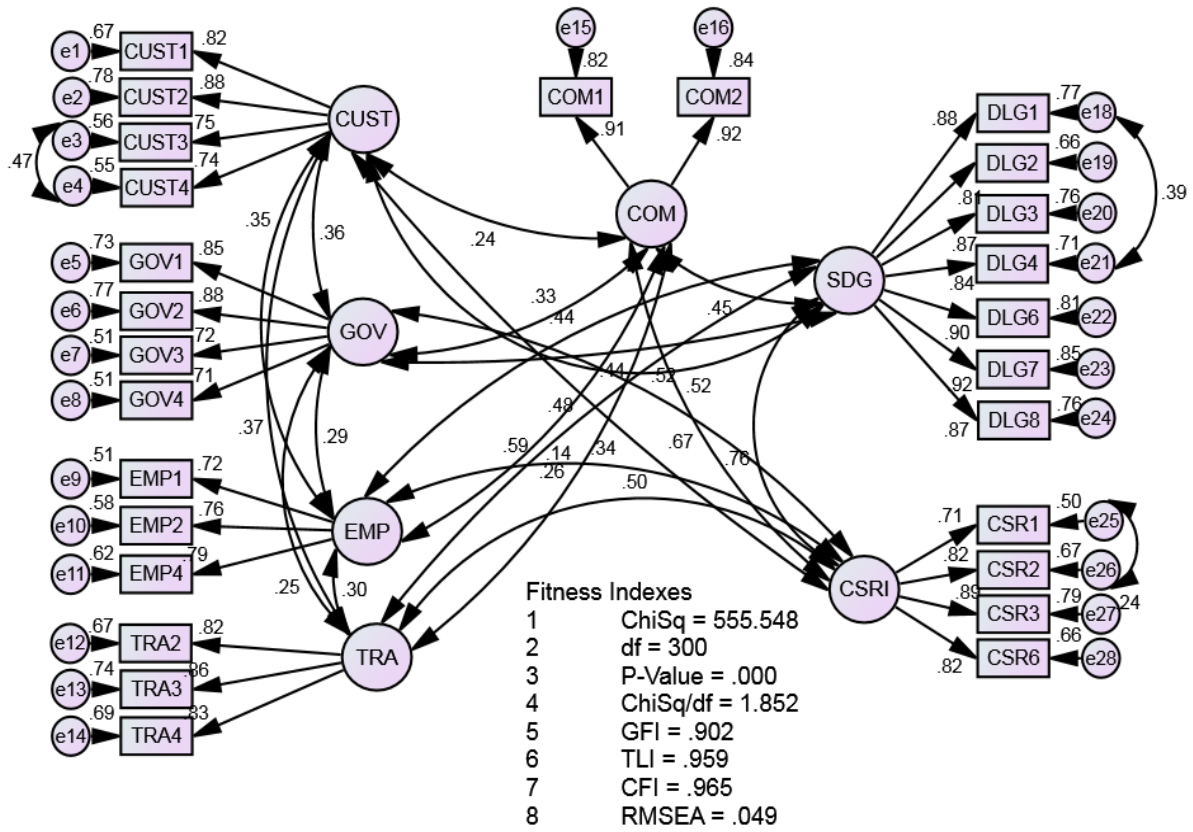 e1 .67 CUST1 .82
e2 .78 CUST2 .88
e3 .56 CUST3 .75
e4 .55 CUST4 .74
.47
CUST
e5 .73 GOV1 .85
e6 .77 GOV2 .88
e7 .51 GOV3 .72
e8 .51 GOV4 .71
GOV
e9 .51 EMP1 .72
e10 .58 EMP2 .76
e11 .62 EMP4 .79
EMP
e12 .67 TRA2 .82
e13 .74 TRA3 .86
e14 .69 TRA4 .83
TRA
e15 e16
.82 .84
COM1 COM2
.91 .92
COM
SDG
.88 DLG1 .77 e18
.81 DLG2 .66 e19
.87 DLG3 .76 e20
.84 DLG4 .71 e21
.90 DLG6 .81 e22
.92 DLG7 .85 e23
.87 DLG8 .76 e24
.39
CSRI
.71 CSR1 .50 e25
.82 CSR2 .67 e26
.89 CSR3 .79 e27
.82 CSR6 .66 e28
.24
.35
.36
.24
.33
.44
.45
.44
.52
.52
.48
.37
.29
.59
.14
.34
.26
.67
.76
.50
.25
.30
Fitness Indexes
1 ChiSq = 555.548
2 df = 300
3 P-Value = .000
4 ChiSq/df = 1.852
5 GFI = .902
6 TLI = .959
7 CFI = .965
8 RMSEA = .049